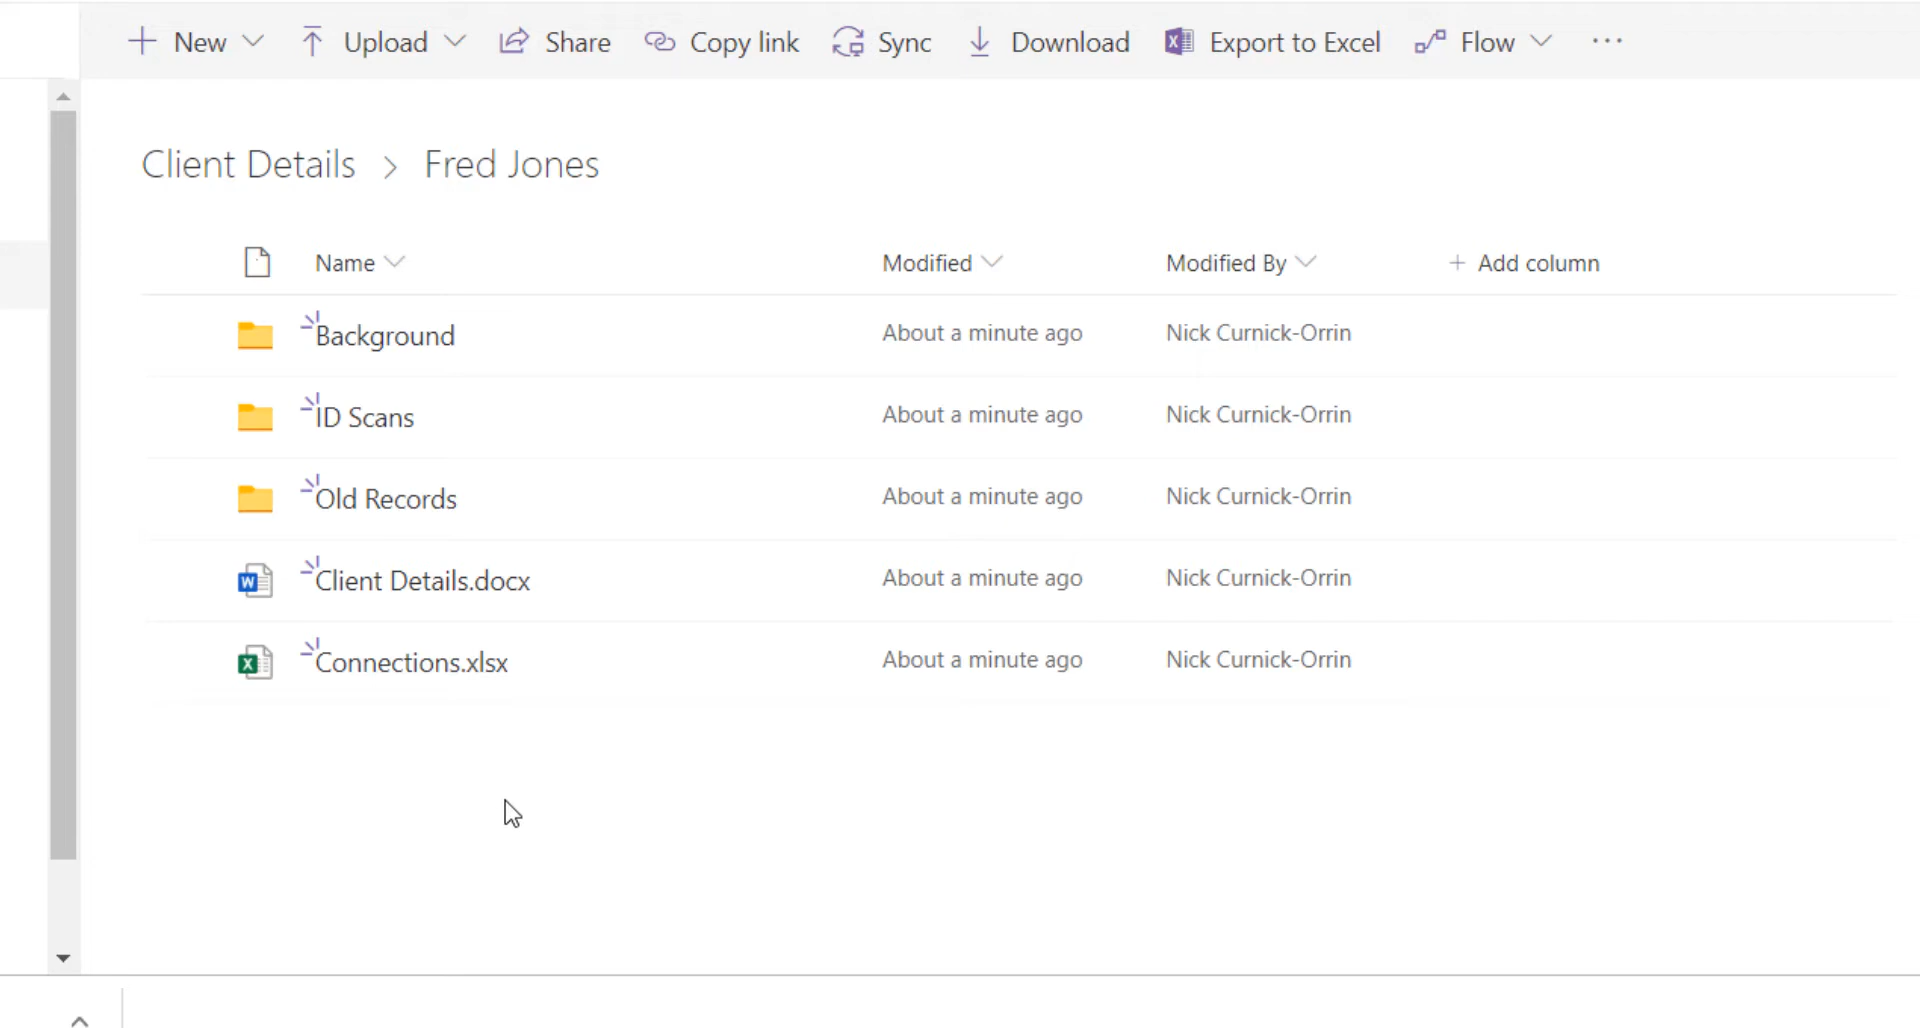 New Upload Share Copy link Sync Download Export to Excel Flow ...
Client Details > Fred Jones
Name Modified Modified By + Add column
Background About a minute ago Nick Curnick-Orrin
ID Scans About a minute ago Nick Curnick-Orrin
Old Records About a minute ago Nick Curnick-Orrin
Client Details.docx About a minute ago Nick Curnick-Orrin
Connections.xlsx About a minute ago Nick Curnick-Orrin